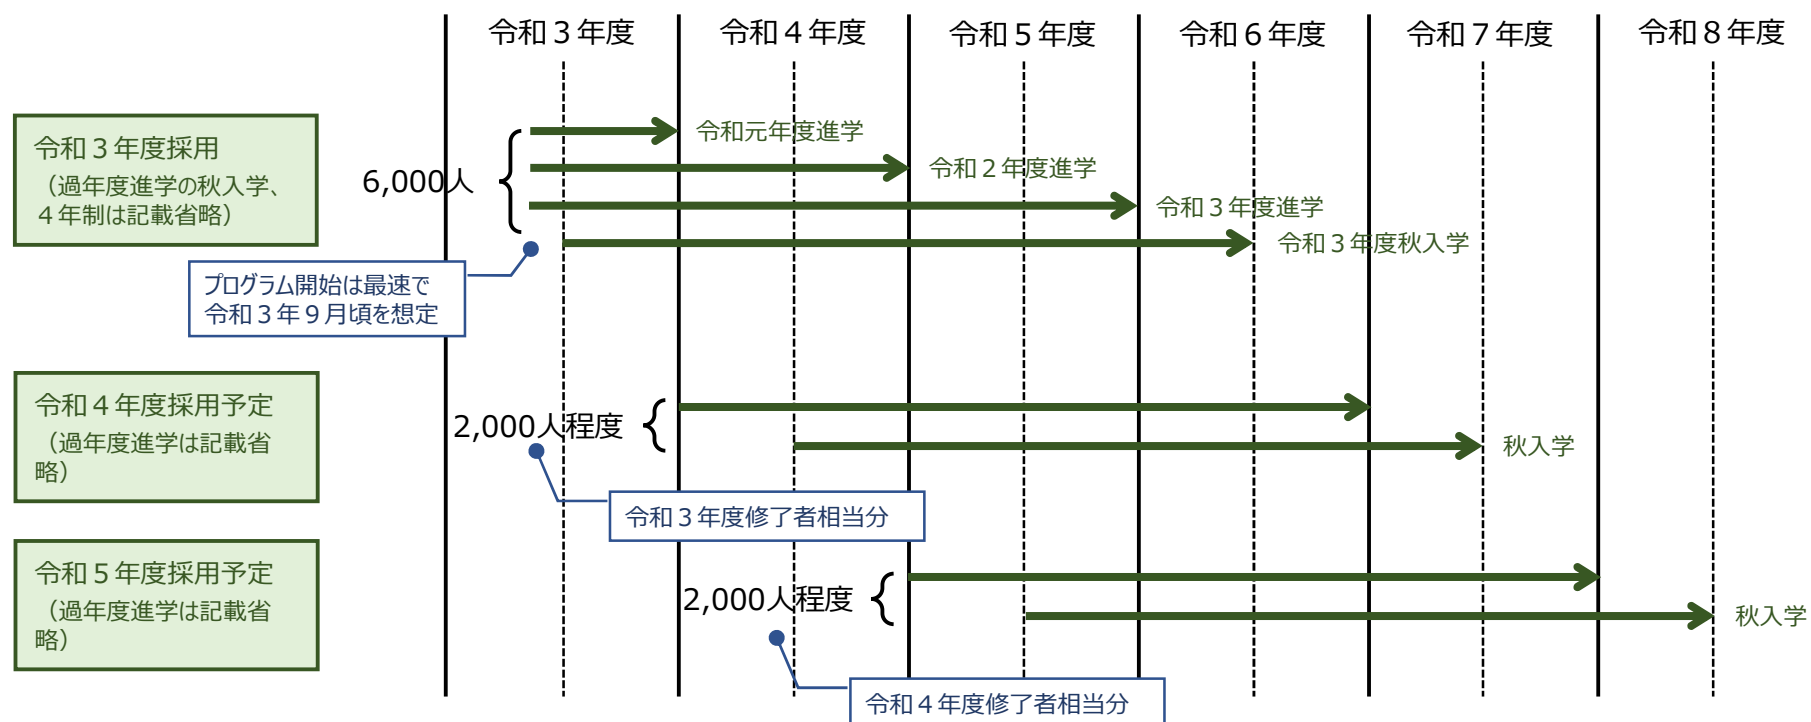 令和３年度
令和４年度
令和５年度
令和６年度
令和７年度
令和８年度
令和３年度採用
（過年度進学の秋入学、
４年制は記載省略）
6,000人
令和元年度進学
令和２年度進学
令和３年度進学
令和３年度秋入学
プログラム開始は最速で
令和３年９月頃を想定
令和４年度採用予定
（過年度進学は記載省
略）
2,000人程度
秋入学
令和３年度修了者相当分
令和５年度採用予定
（過年度進学は記載省
略）
2,000人程度
秋入学
令和４年度修了者相当分